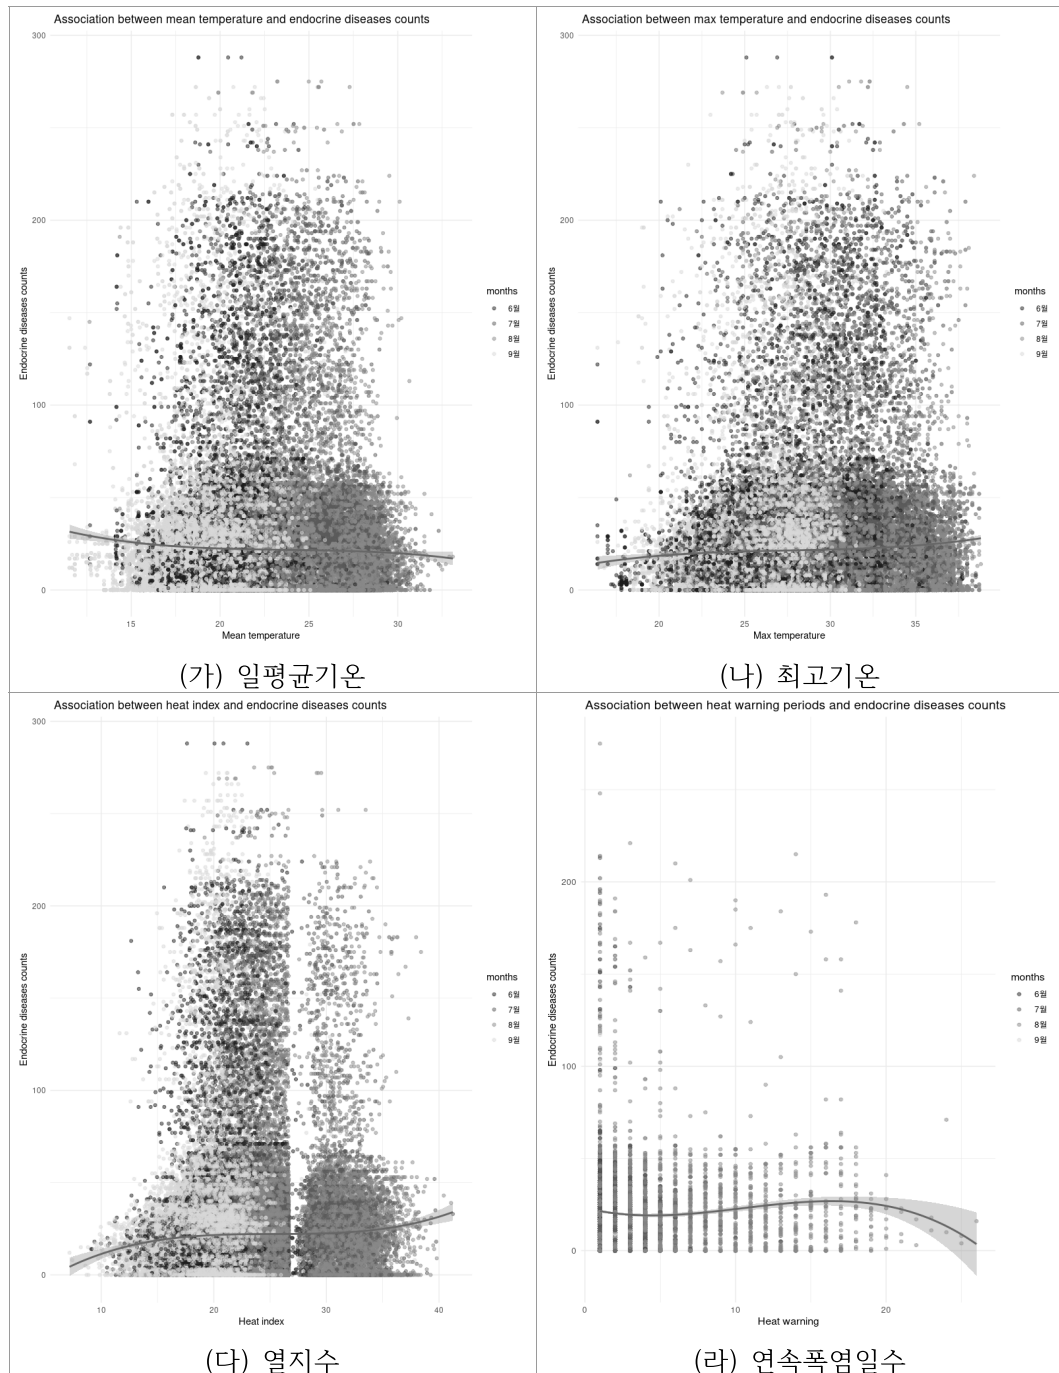 Association between mean temperature and endocrine diseases counts
300
200
100
0
Endocrine diseases counts
15
20
25
30
Mean temperature
months
6월
7월
8월
9월
(가) 일평균기온
Association between max temperature and endocrine diseases counts
300
200
100
0
Endocrine diseases counts
20
25
30
35
Max temperature
months
6월
7월
8월
9월
(나) 최고기온
Association between heat index and endocrine diseases counts
300
200
100
0
Endocrine diseases counts
10
20
30
40
Heat index
months
6월
7월
8월
9월
(다) 열지수
Association between heat warning periods and endocrine diseases counts
200
100
0
Endocrine diseases counts
0
10
20
Heat warning
months
6월
7월
8월
9월
(라) 연속폭염일수